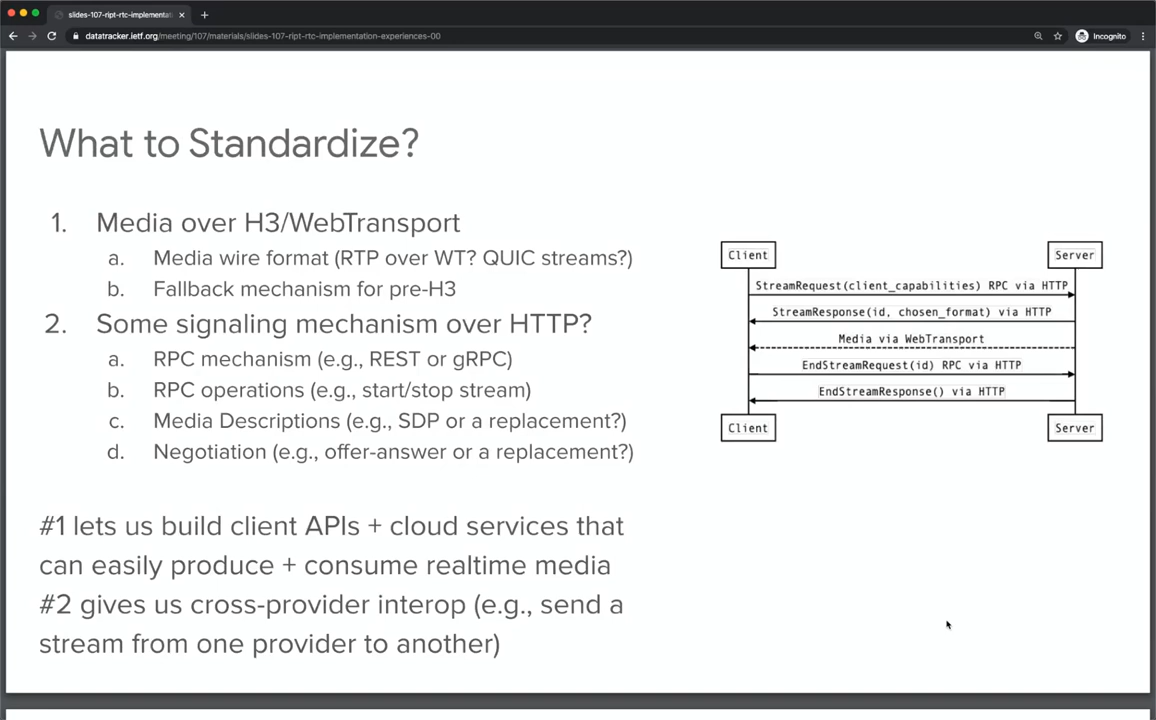 slides-107-ript-rtc-implementat
datatracker.ietf.org/meeting/107/materials/slides-107-ript-rtc-implementation-experiences-00
Incognito
What to Standardize?
1. Media over H3/WebTransport
a. Media wire format (RTP over WT? QUIC streams?)
b. Fallback mechanism for pre-H3
2. Some signaling mechanism over HTTP?
a. RPC mechanism (e.g., REST or gRPC)
b. RPC operations (e.g., start/stop stream)
c. Media Descriptions (e.g., SDP or a replacement?)
d. Negotiation (e.g., offer-answer or a replacement?)
#1 lets us build client APIs + cloud services that
can easily produce + consume realtime media
#2 gives us cross-provider interop (e.g., send a
stream from one provider to another)
Client Server
StreamRequest(client_capabilities) RPC via HTTP
StreamResponse(id, chosen_format) via HTTP
Media via WebTransport
EndStreamRequest(id) RPC via HTTP
EndStreamResponse() via HTTP
Client Server